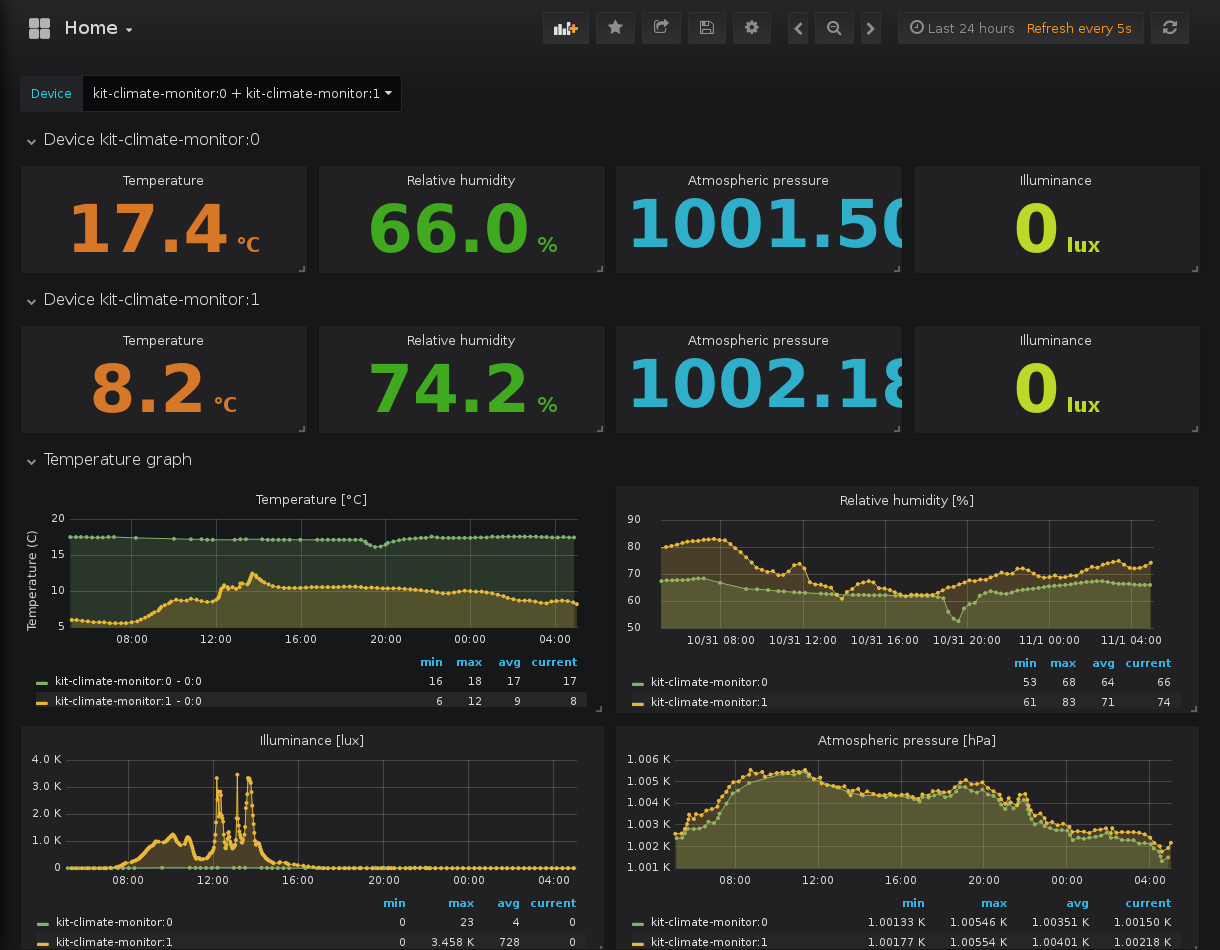 Home
Last 24 hours Refresh every 5s
Device kit-climate-monitor:0 + kit-climate-monitor:1
Device kit-climate-monitor:0
Temperature Relative humidity Atmospheric pressure Illuminance
17.4 °C 66.0 % 1001.50 0 lux
Device kit-climate-monitor:1
Temperature Relative humidity Atmospheric pressure Illuminance
8.2 °C 74.2 % 1002.18 0 lux
Temperature graph
Temperature [°C]
Temperature (C)
20
15
10
5
08:00 12:00 16:00 20:00 00:00 04:00
min max avg current
kit-climate-monitor:0 - 0:0 16 18 17 17
kit-climate-monitor:1 - 0:0 6 12 9 8
Relative humidity [%]
90
80
70
60
50
10/31 08:00 10/31 12:00 10/31 16:00 10/31 20:00 11/1 00:00 11/1 04:00
min max avg current
kit-climate-monitor:0 53 68 64 66
kit-climate-monitor:1 61 83 71 74
Illuminance [lux]
4.0 K
3.0 K
2.0 K
1.0 K
0
08:00 12:00 16:00 20:00 00:00 04:00
min max avg current
kit-climate-monitor:0 0 23 4 0
kit-climate-monitor:1 0 3.458 K 728 0
Atmospheric pressure [hPa]
1.006 K
1.005 K
1.004 K
1.003 K
1.002 K
1.001 K
08:00 12:00 16:00 20:00 00:00 04:00
min max avg current
kit-climate-monitor:0 1.00133 K 1.00546 K 1.00351 K 1.00150 K
kit-climate-monitor:1 1.00177 K 1.00554 K 1.00401 K 1.00218 K